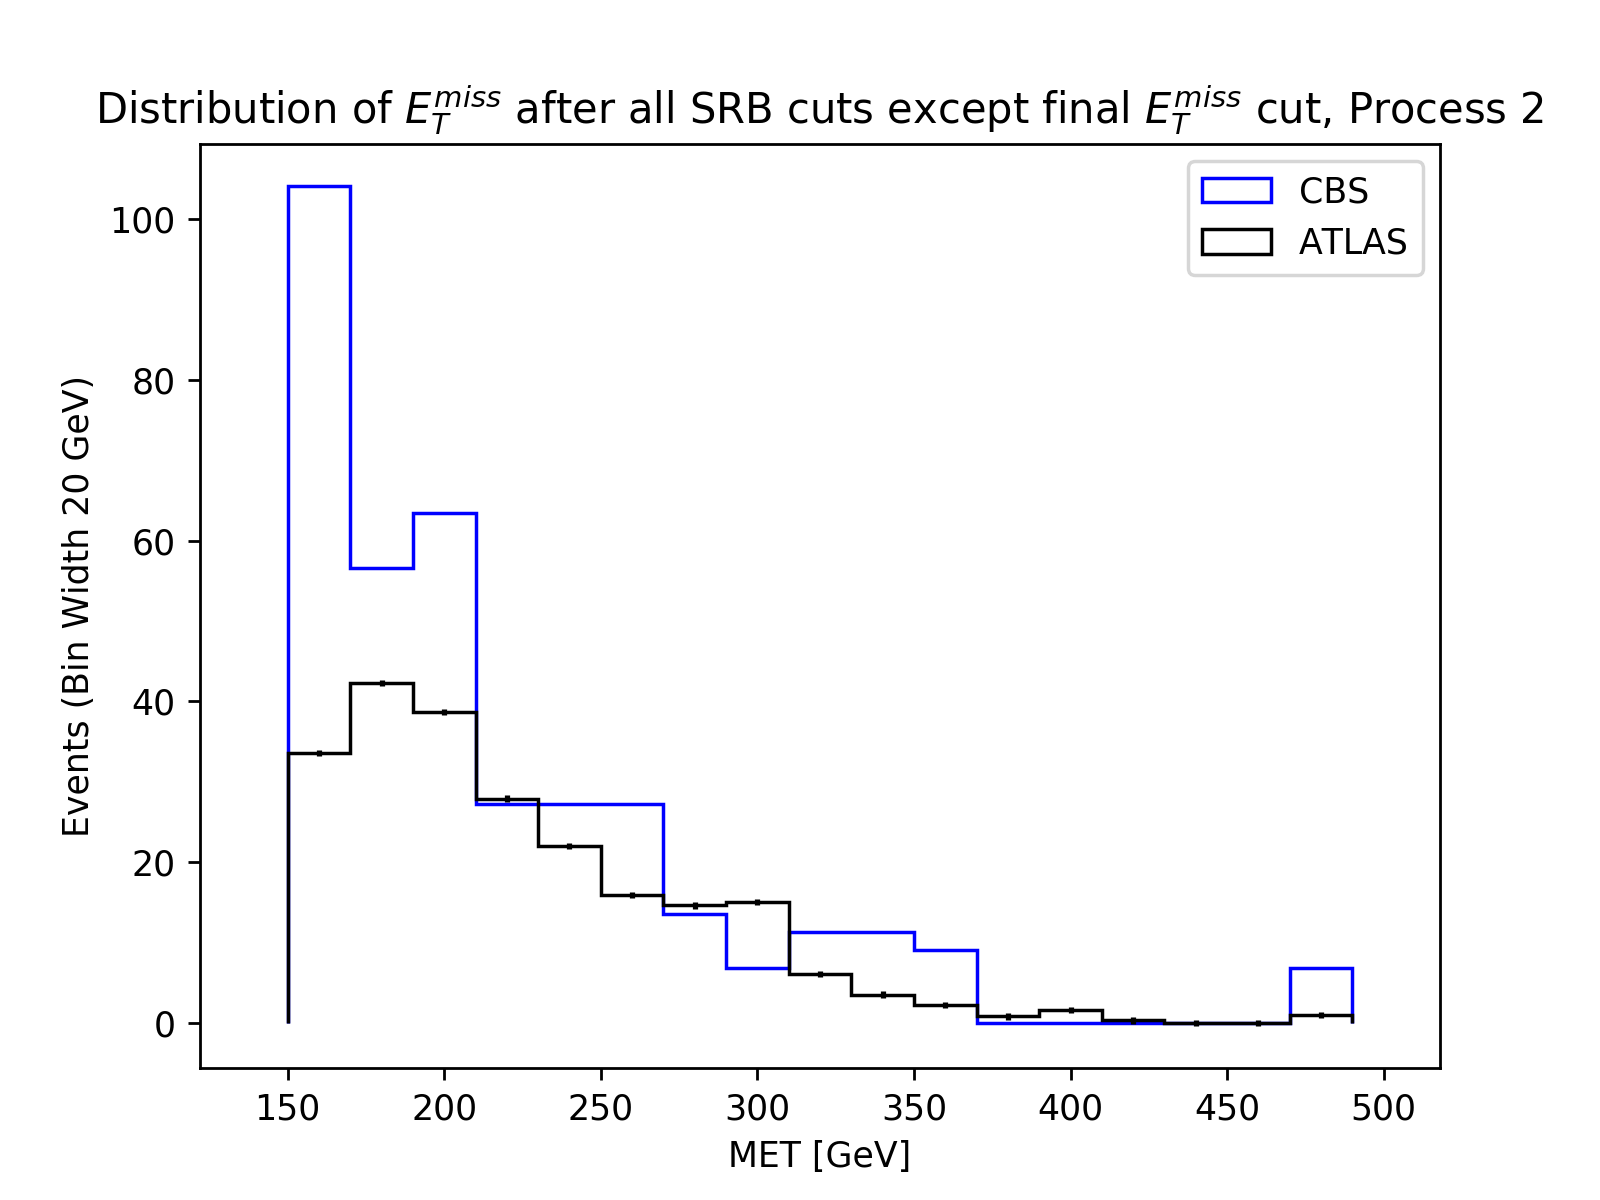 Distribution of E_T^miss after all SRB cuts except final E_T^miss cut, Process 2
CBS
ATLAS
Events (Bin Width 20 GeV)
100
80
60
40
20
0
150 200 250 300 350 400 450 500
MET [GeV]